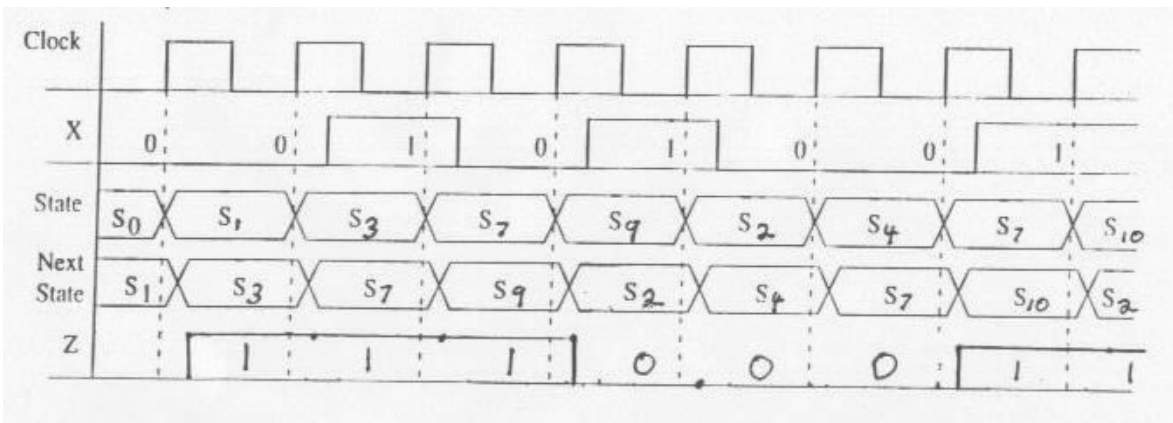 Clock
X 0 0 1 0 1 0 0 1
State S0 S1 S3 S7 S9 S2 S4 S7 S10
Next
State S1 S3 S7 S9 S2 S4 S7 S10 S2
Z 1 1 1 0 0 0 1 1